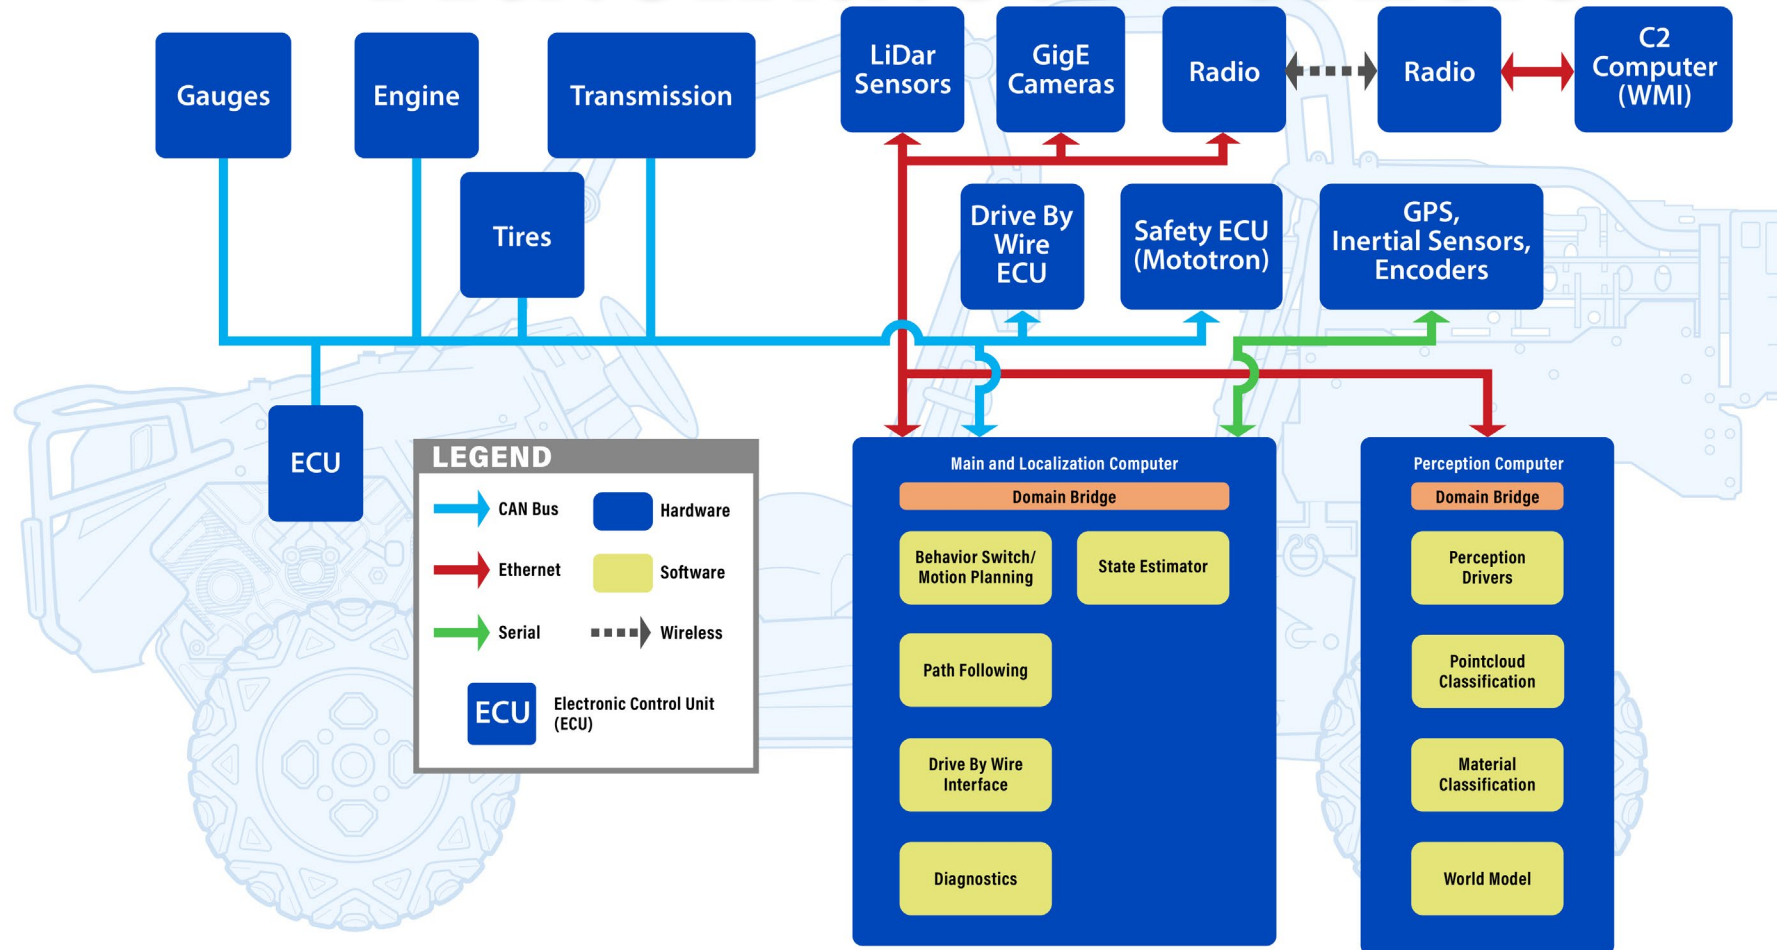 Gauges
Engine
Transmission
LiDar
Sensors
GigE
Cameras
Radio
Radio
C2
Computer
(WMI)
Tires
Drive By
Wire
ECU
Safety ECU
(Mototron)
GPS,
Inertial Sensors,
Encoders
ECU
LEGEND
CAN Bus
Hardware
Ethernet
Software
Serial
Wireless
ECU
Electronic Control Unit
(ECU)
Main and Localization Computer
Domain Bridge
Behavior Switch/
Motion Planning
State Estimator
Path Following
Drive By Wire
Interface
Diagnostics
Perception Computer
Domain Bridge
Perception
Drivers
Pointcloud
Classification
Material
Classification
World Model